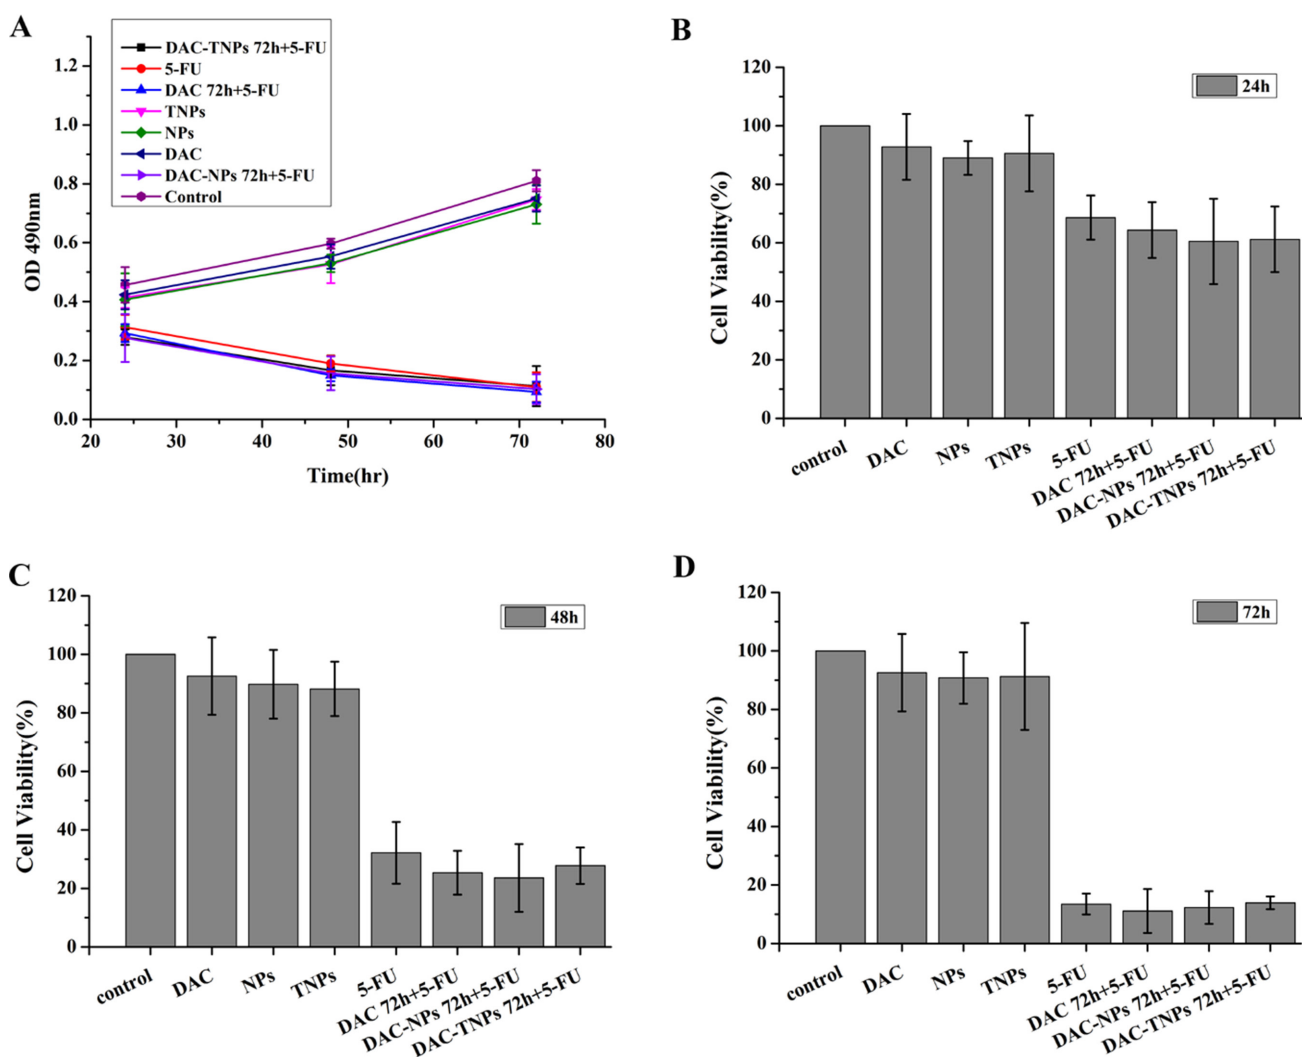 A
DAC-TNPs 72h+5-FU
5-FU
DAC 72h+5-FU
TNPs
NPs
DAC
DAC-NPs 72h+5-FU
Control
OD 490nm
1.2
1.0
0.8
0.6
0.4
0.2
0.0
20 30 40 50 60 70 80
Time(hr)
B
24h
Cell Viability(%)
120
100
80
60
40
20
0
control
DAC
NPs
TNPs
5-FU
DAC 72h+5-FU
DAC-NPs 72h+5-FU
DAC-TNPs 72h+5-FU
C
48h
Cell Viability(%)
120
100
80
60
40
20
0
control
DAC
NPs
TNPs
5-FU
DAC 72h+5-FU
DAC-NPs 72h+5-FU
DAC-TNPs 72h+5-FU
D
72h
Cell Viability(%)
120
100
80
60
40
20
0
control
DAC
NPs
TNPs
5-FU
DAC 72h+5-FU
DAC-NPs 72h+5-FU
DAC-TNPs 72h+5-FU